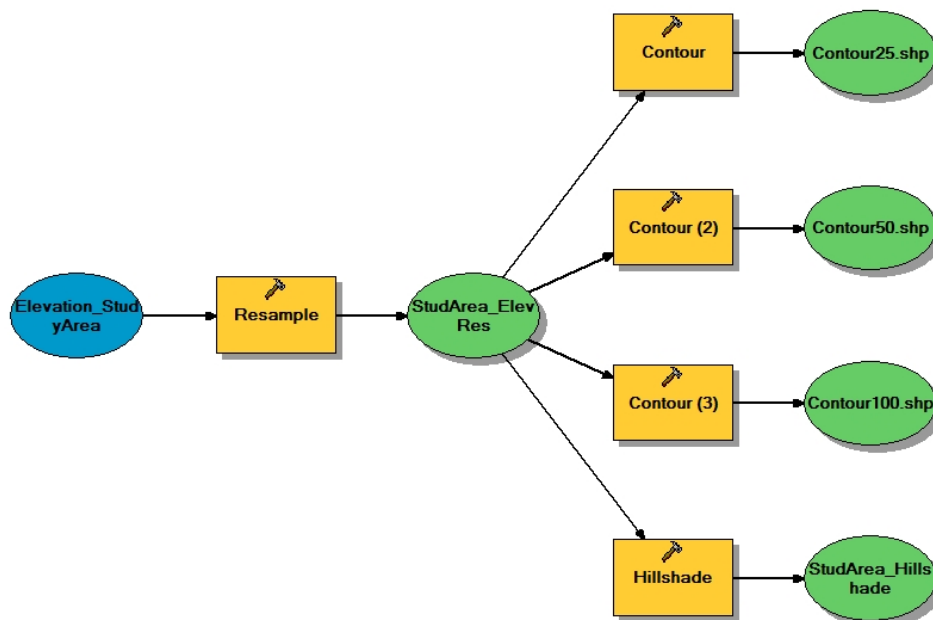 Contour
Contour25.shp
Contour (2)
Contour50.shp
Elevation_Stud
yArea
Resample
StudArea_Elev
Res
Contour (3)
Contour100.shp
Hillshade
StudArea_Hills
hade